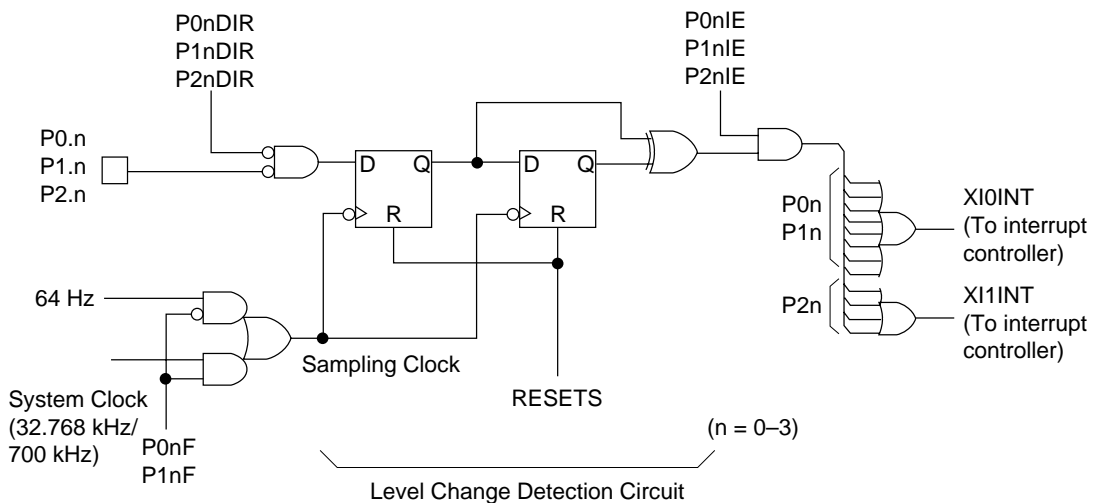 P0nDIR
P1nDIR
P2nDIR
P0nIE
P1nIE
P2nIE
P0.n
P1.n
P2.n
D Q
R
D Q
R
P0n
P1n
XI0INT
(To interrupt
controller)
P2n
XI1INT
(To interrupt
controller)
64 Hz
Sampling Clock
System Clock
(32.768 kHz/
700 kHz)
P0nF
P1nF
RESETS
(n = 0–3)
Level Change Detection Circuit